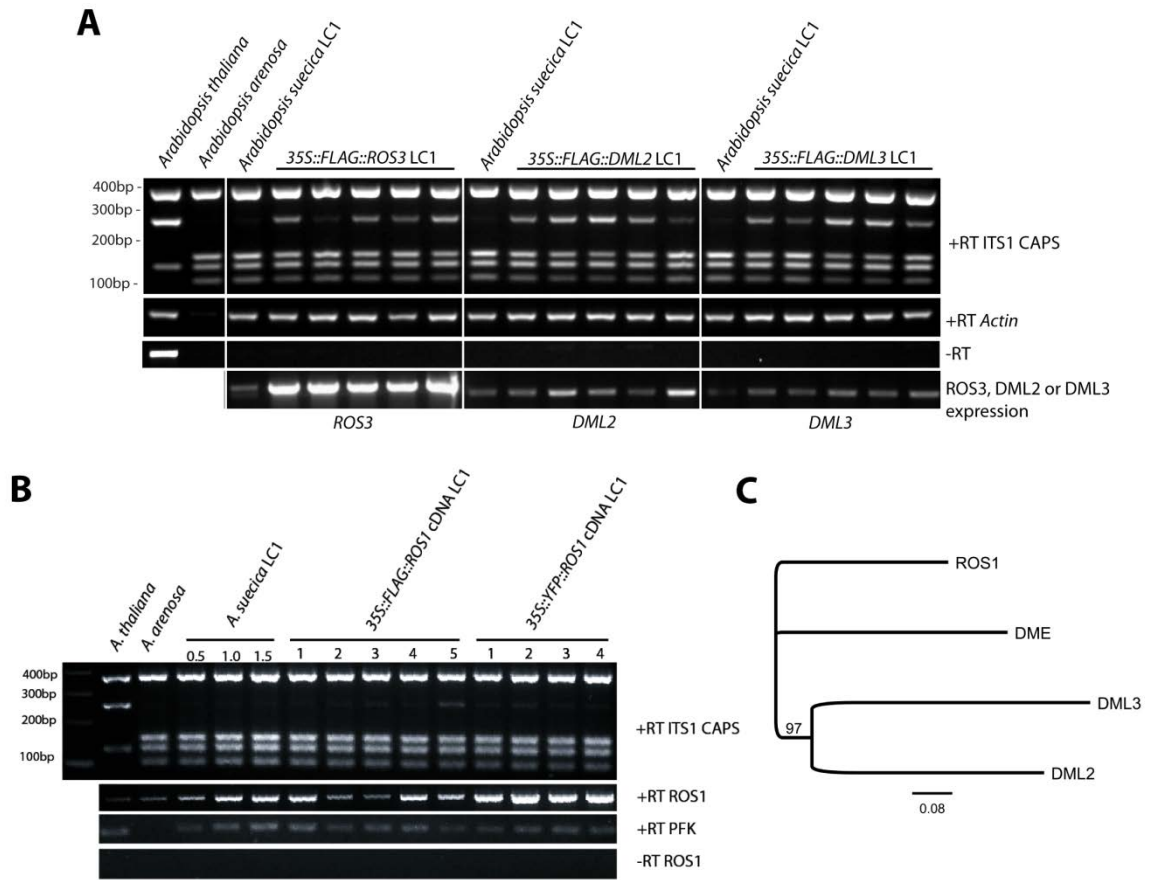 A
Arabidopsis thaliana
Arabidopsis arenosa
Arabidopsis suecica LC1
35S::FLAG::ROS3 LC1
Arabidopsis suecica LC1
35S::FLAG::DML2 LC1
Arabidopsis suecica LC1
35S::FLAG::DML3 LC1
400bp -
300bp -
200bp -
100bp -
+RT ITS1 CAPS
+RT Actin
-RT
ROS3, DML2 or DML3
expression
ROS3
DML2
DML3
B
A. thaliana
A. arenosa
A. suecica LC1
35S::FLAG::ROS1 cDNA LC1
35S::YFP::ROS1 cDNA LC1
0.5 1.0 1.5 1 2 3 4 5 1 2 3 4
400bp
300bp
200bp
100bp
+RT ITS1 CAPS
+RT ROS1
+RT PFK
-RT ROS1
C
ROS1
DME
DML3
97
DML2
0.08